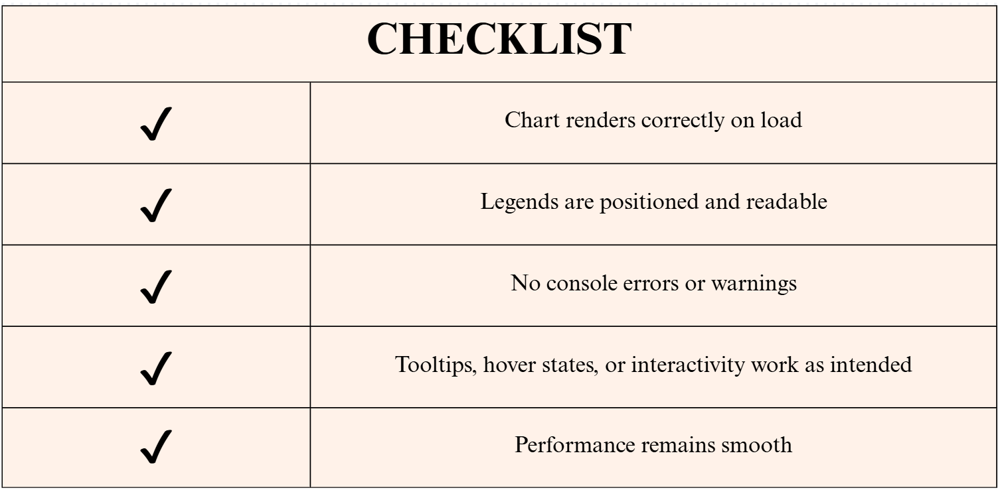 CHECKLIST
✓ Chart renders correctly on load
✓ Legends are positioned and readable
✓ No console errors or warnings
✓ Tooltips, hover states, or interactivity work as intended
✓ Performance remains smooth